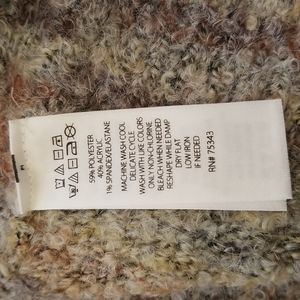 59% POLYESTER
40% ACRYLIC
1% SPANDEX/ELASTANE
MACHINE WASH COOL
DELICATE CYCLE
WASH WITH LIKE COLORS
ONLY NON CHLORINE
BLEACH WHEN NEEDED
RESHAPE WHILE DAMP
DRY FLAT
LOW IRON
IF NEEDED
RN# 75343